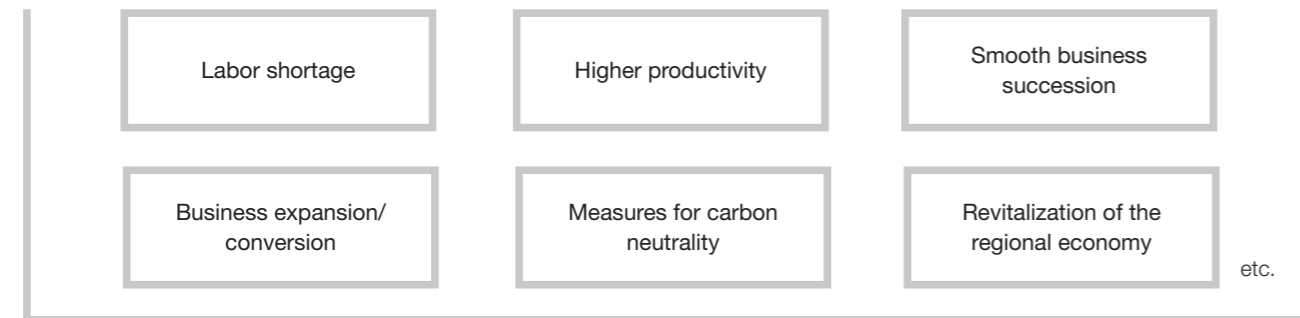 Labor shortage
Higher productivity
Smooth business
succession
Business expansion/
conversion
Measures for carbon
neutrality
Revitalization of the
regional economy
etc.